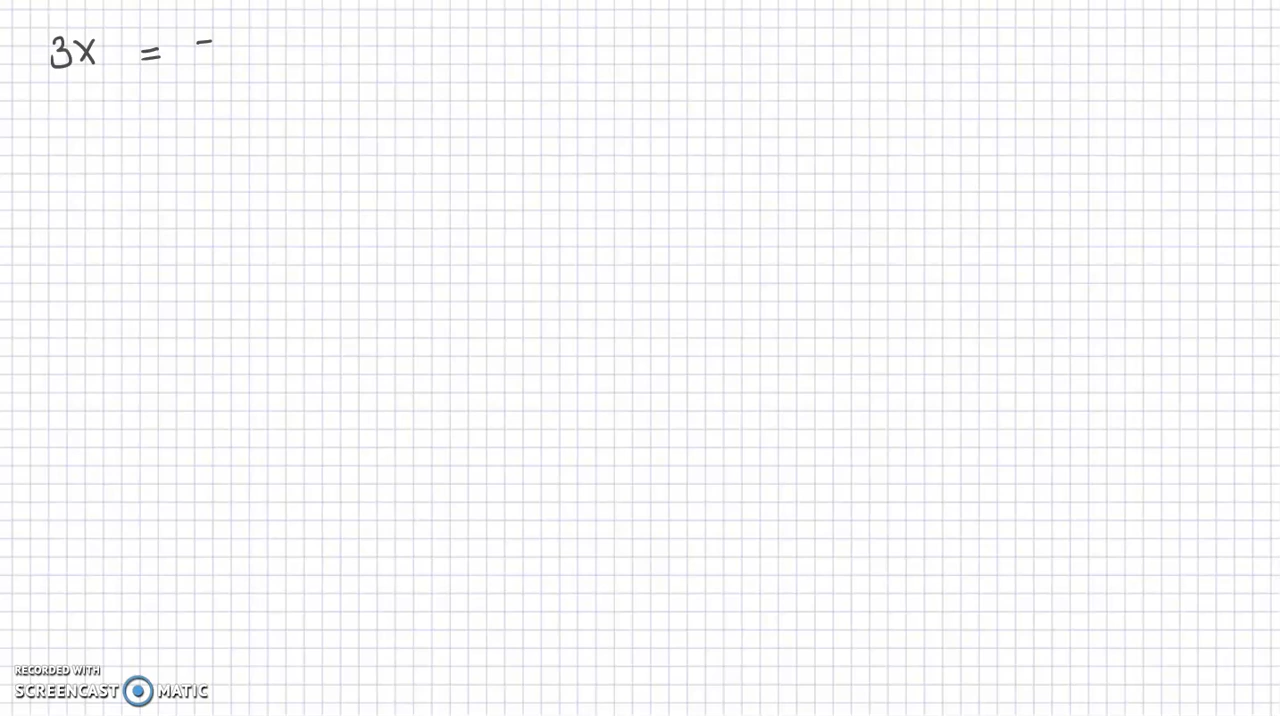 3x = -
RECORDED WITH
SCREENCAST MATIC